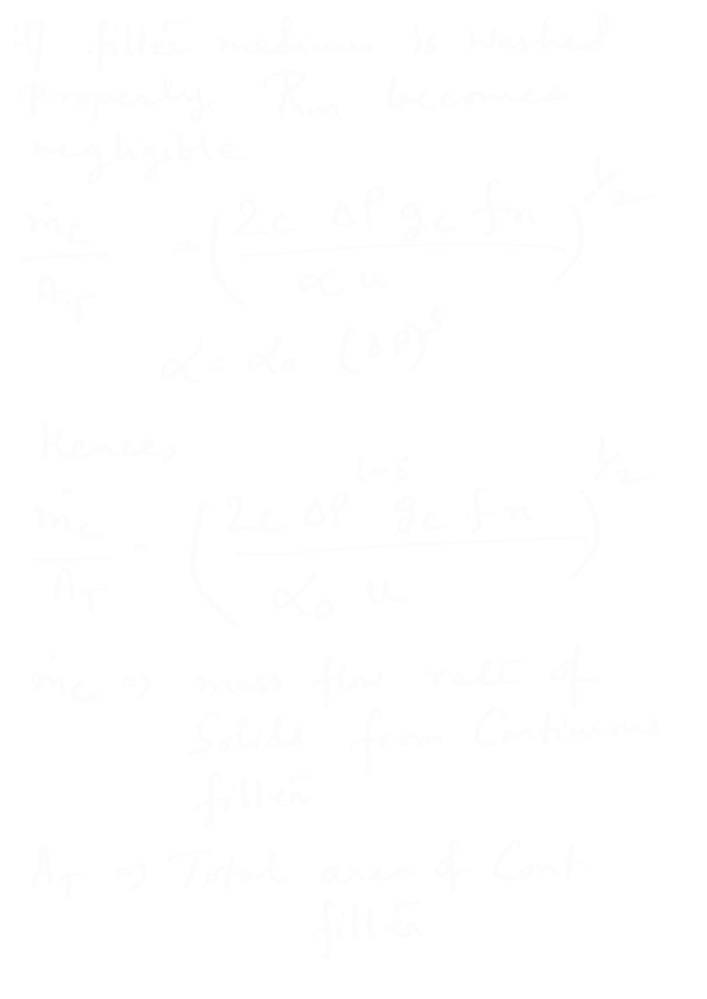 If filter medium is washed
properly Rm becomes
negligible
ṁc / AT = (2c ΔP gc fn / α u)^1/2
α = α0 (ΔP)^s
Hence,
ṁc / AT = (2c ΔP^1-s gc fn / α0 u)^1/2
ṁc => mass flow rate of
Solids from Continious
filter
AT => Total area of Cont.
filter